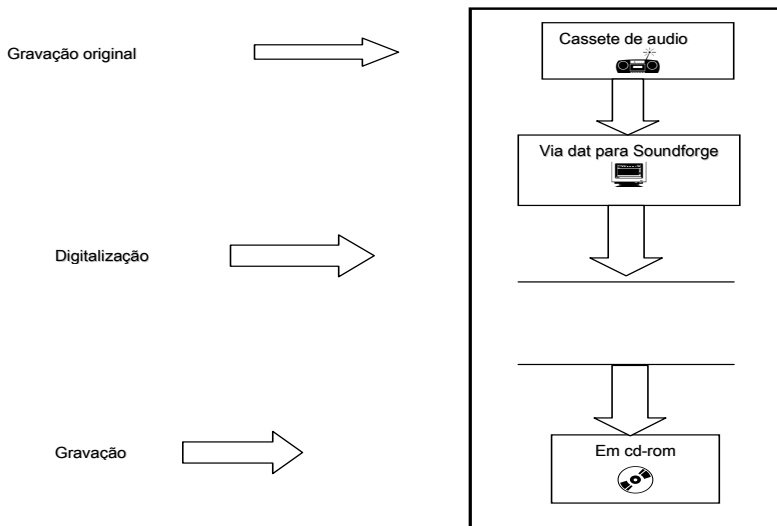 Gravação original
Cassete de audio
Via dat para Soundforge
Digitalização
Gravação
Em cd-rom